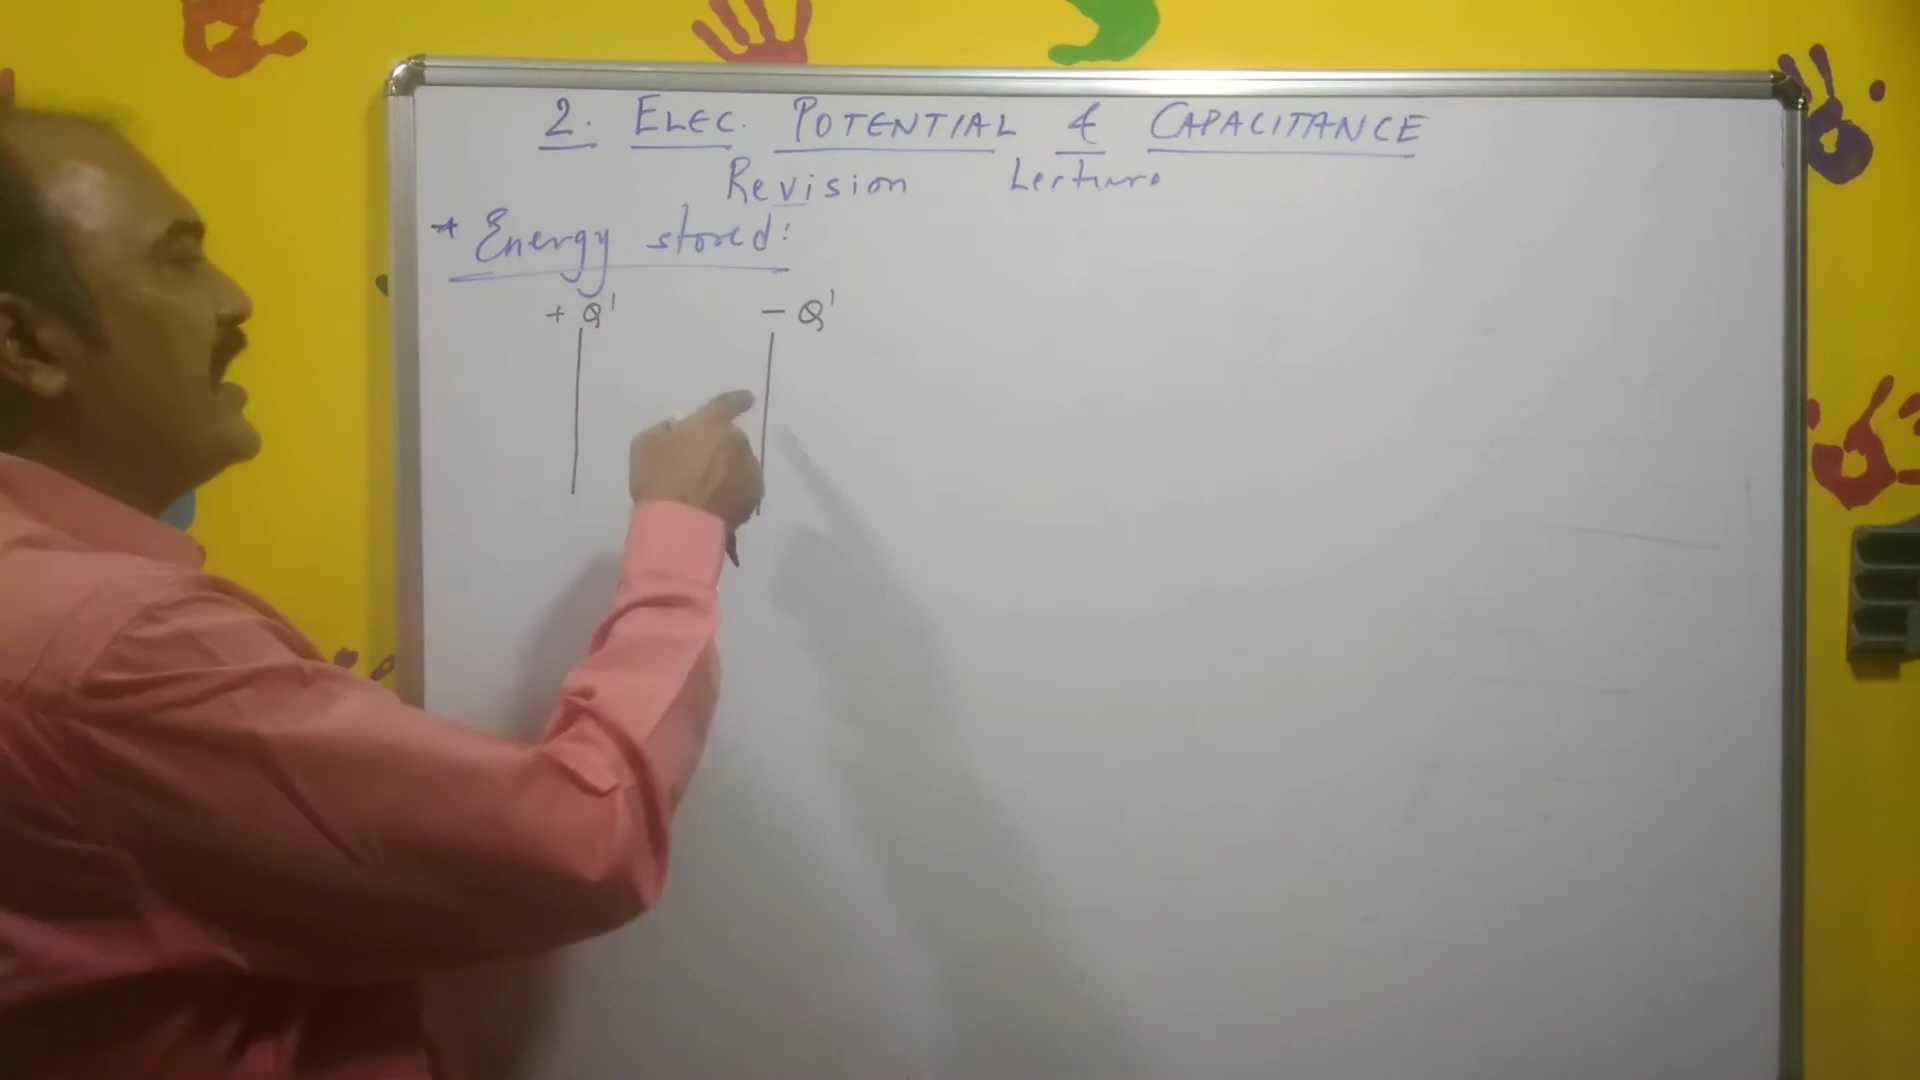 2. ELEC. POTENTIAL & CAPACITANCE
Revision Lecture
* Energy stored:
+ Q' - Q'